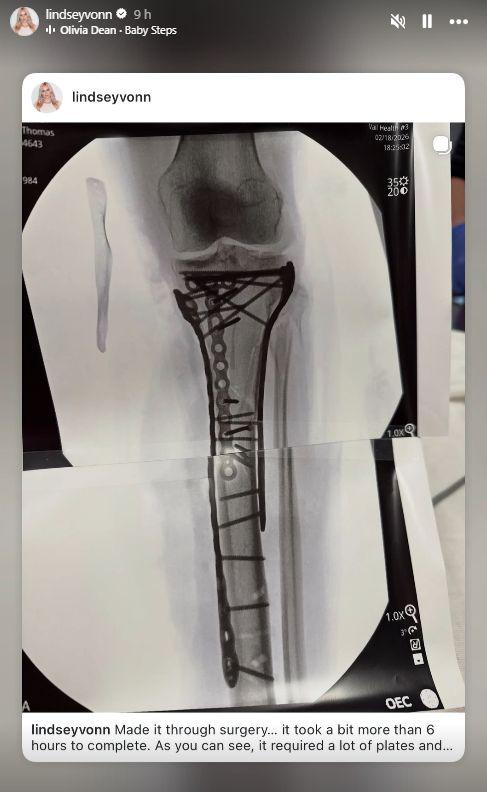 lindseyvonn 9 h
Olivia Dean · Baby Steps
lindseyvonn
Thomas
4643
984
Vail Health #3
02/18/2026
18:25:02
35
20
1.0X
1.0X
3°
OEC
A
lindseyvonn Made it through surgery... it took a bit more than 6
hours to complete. As you can see, it required a lot of plates and...